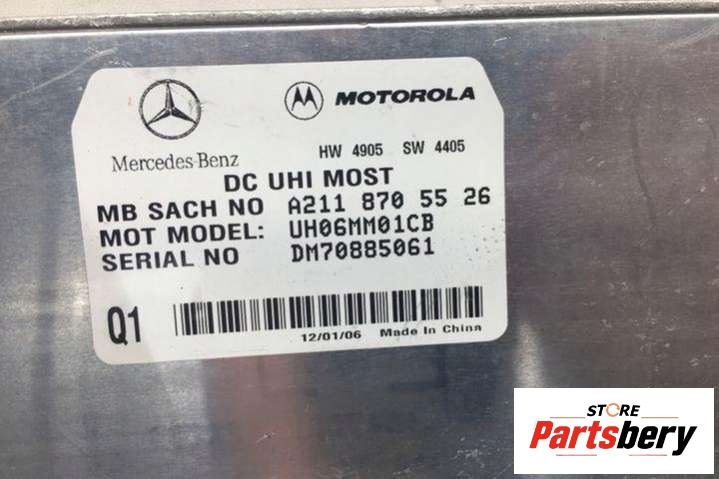 Mercedes-Benz
MOTOROLA
HW 4905 SW 4405
DC UHI MOST
MB SACH NO A211 870 55 26
MOT MODEL: UH06MM01CB
SERIAL NO DM70885061
Q1
12/01/06 Made In China
STORE
Partsbery